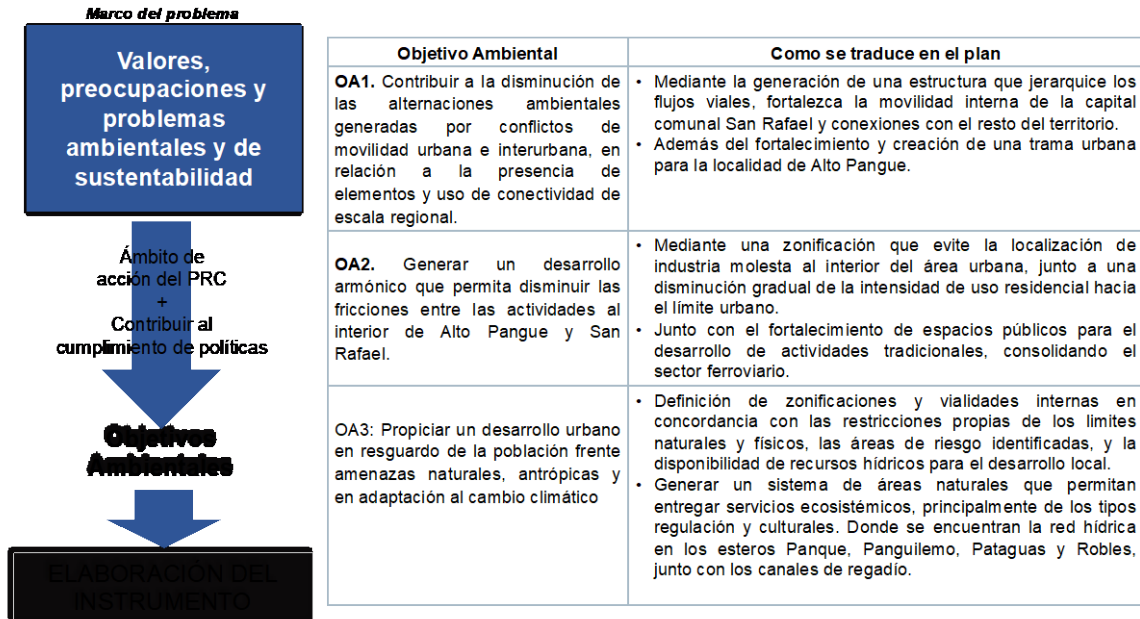 Marco del problema
Valores,
preocupaciones y
problemas
ambientales y de
sustentabilidad
Ámbito de
acción del PRC
+
Contribuir al
cumplimiento de políticas
Objetivos
Ambientales
ELABORACIÓN DEL
INSTRUMENTO
Objetivo Ambiental
Como se traduce en el plan
OA1. Contribuir a la disminución de
las alternaciones ambientales
generadas por conflictos de
movilidad urbana e interurbana, en
relación a la presencia de
elementos y uso de conectividad de
escala regional.
• Mediante la generación de una estructura que jerarquice los
flujos viales, fortalezca la movilidad interna de la capital
comunal San Rafael y conexiones con el resto del territorio.
• Además del fortalecimiento y creación de una trama urbana
para la localidad de Alto Pangue.
OA2. Generar un desarrollo
armónico que permita disminuir las
fricciones entre las actividades al
interior de Alto Pangue y San
Rafael.
• Mediante una zonificación que evite la localización de
industria molesta al interior del área urbana, junto a una
disminución gradual de la intensidad de uso residencial hacia
el límite urbano.
• Junto con el fortalecimiento de espacios públicos para el
desarrollo de actividades tradicionales, consolidando el
sector ferroviario.
OA3: Propiciar un desarrollo urbano
en resguardo de la población frente
amenazas naturales, antrópicas y
en adaptación al cambio climático
• Definición de zonificaciones y vialidades internas en
concordancia con las restricciones propias de los limites
naturales y físicos, las áreas de riesgo identificadas, y la
disponibilidad de recursos hídricos para el desarrollo local.
• Generar un sistema de áreas naturales que permitan
entregar servicios ecosistémicos, principalmente de los tipos
regulación y culturales. Donde se encuentran la red hídrica
en los esteros Panque, Panguilemo, Pataguas y Robles,
junto con los canales de regadío.